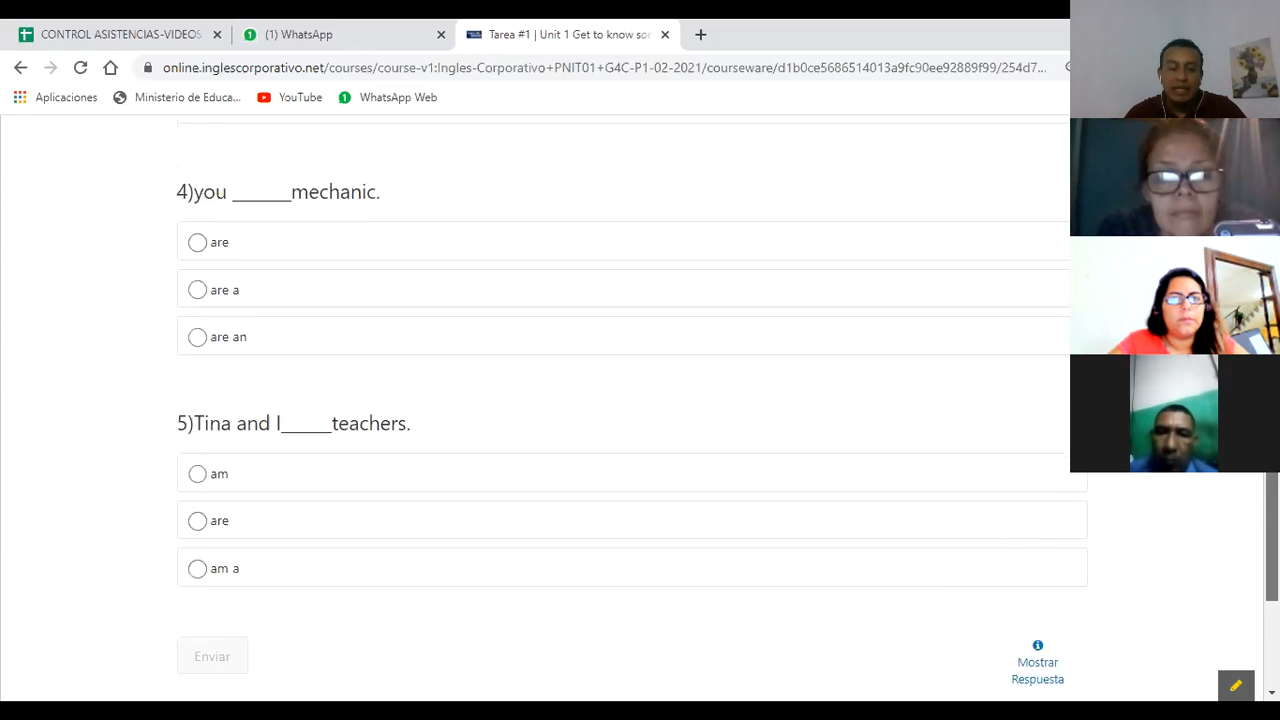 CONTROL ASISTENCIAS-VIDEOS
(1) WhatsApp
Tarea #1 | Unit 1 Get to know sor
online.inglescorporativo.net/courses/course-v1:Ingles-Corporativo+PNIT01+G4C-P1-02-2021/courseware/d1b0ce5686514013a9fc90ee92889f99/254d7...
Aplicaciones
Ministerio de Educa...
YouTube
WhatsApp Web
4)you ______mechanic.
are
are a
are an
5)Tina and I_____teachers.
am
are
am a
Enviar
Mostrar
Respuesta